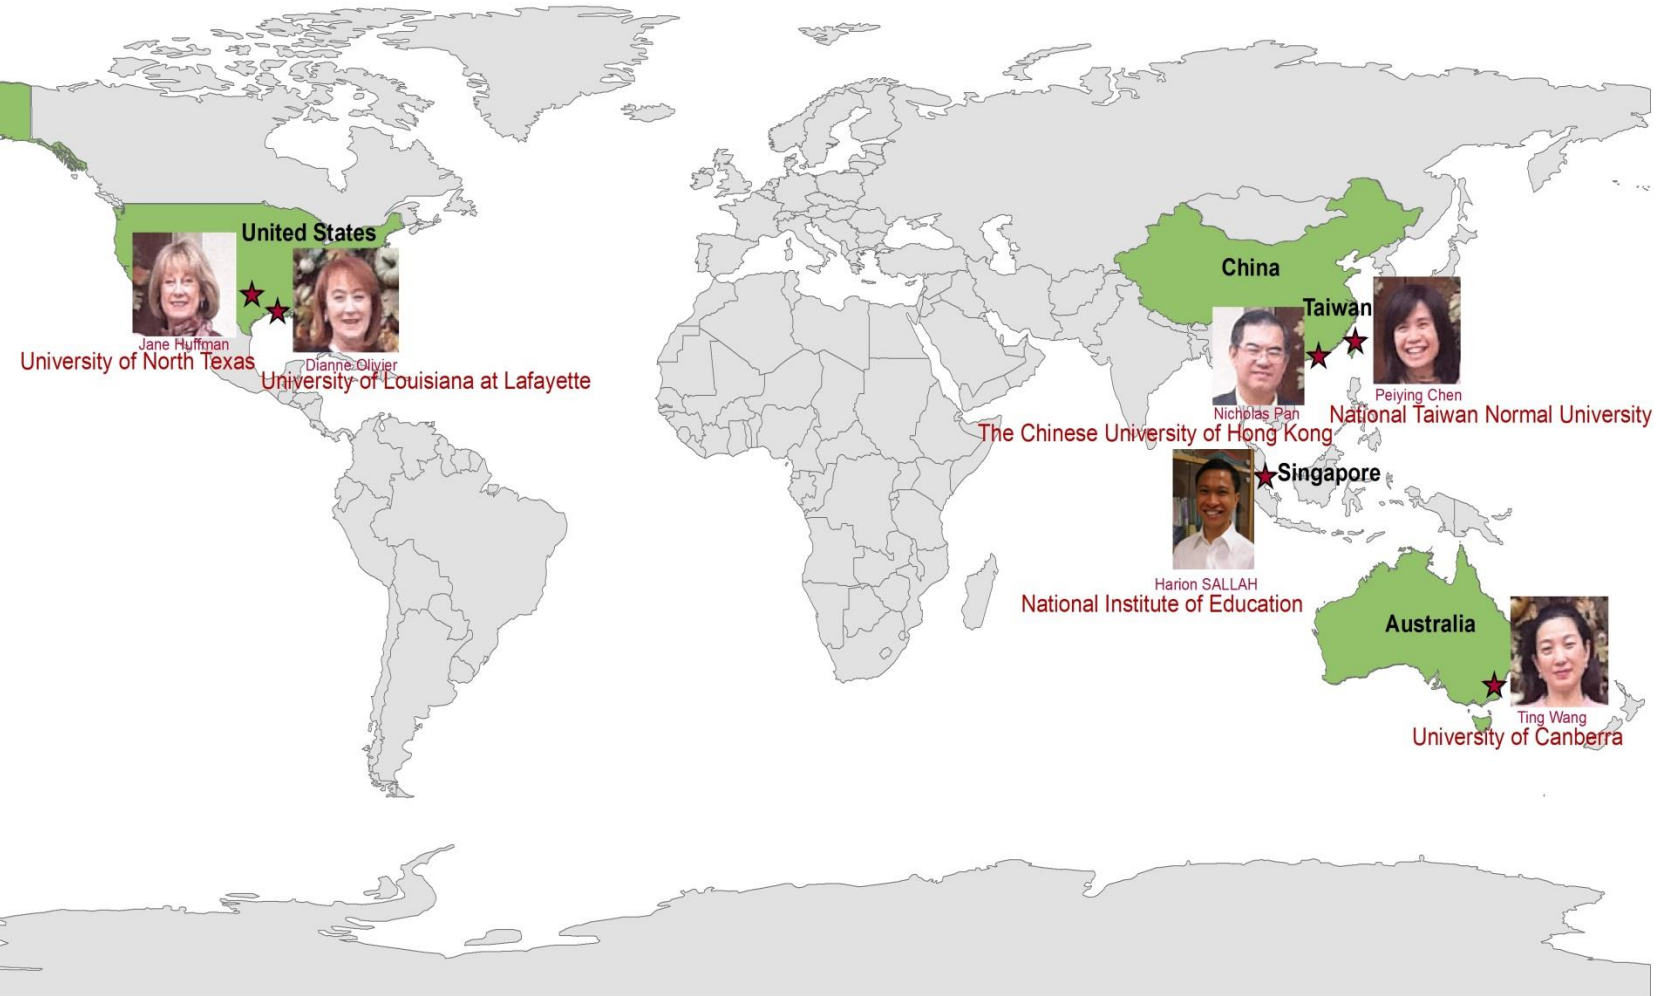 United States
Jane Huffman
University of North Texas
Dianne Olivier
University of Louisiana at Lafayette
China
Taiwan
Nicholas Pan
The Chinese University of Hong Kong
Peiying Chen
National Taiwan Normal University
Singapore
Harion SALLAH
National Institute of Education
Australia
Ting Wang
University of Canberra